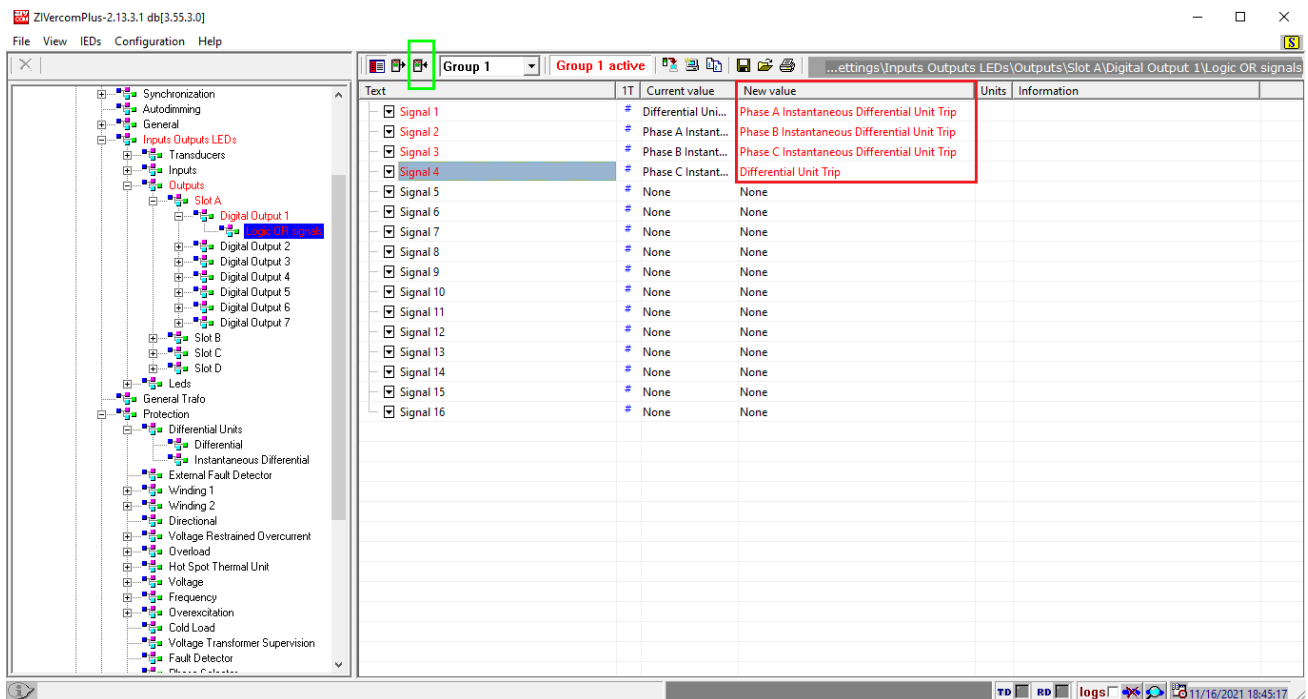 ZIVercomPlus-2.13.3.1 db[3.55.3.0]
File View IEDs Configuration Help
S
Group 1
Group 1 active
...ettings\Inputs Outputs LEDs\Outputs\Slot A\Digital Output 1\Logic OR signals
Synchronization
Autodimming
General
Inputs Outputs LEDs
Transducers
Inputs
Outputs
Slot A
Digital Output 1
Logic OR signals
Digital Output 2
Digital Output 3
Digital Output 4
Digital Output 5
Digital Output 6
Digital Output 7
Slot B
Slot C
Slot D
Leds
General Trafo
Protection
Differential Units
Differential
Instantaneous Differential
External Fault Detector
Winding 1
Winding 2
Directional
Voltage Restrained Overcurrent
Overload
Hot Spot Thermal Unit
Voltage
Frequency
Overexcitation
Cold Load
Voltage Transformer Supervision
Fault Detector
Text 1T Current value New value Units Information
Signal 1 # Differential Uni... Phase A Instantaneous Differential Unit Trip
Signal 2 # Phase A Instant... Phase B Instantaneous Differential Unit Trip
Signal 3 # Phase B Instant... Phase C Instantaneous Differential Unit Trip
Signal 4 # Phase C Instant... Differential Unit Trip
Signal 5 # None None
Signal 6 # None None
Signal 7 # None None
Signal 8 # None None
Signal 9 # None None
Signal 10 # None None
Signal 11 # None None
Signal 12 # None None
Signal 13 # None None
Signal 14 # None None
Signal 15 # None None
Signal 16 # None None
TD RD logs 11/16/2021 18:45:17